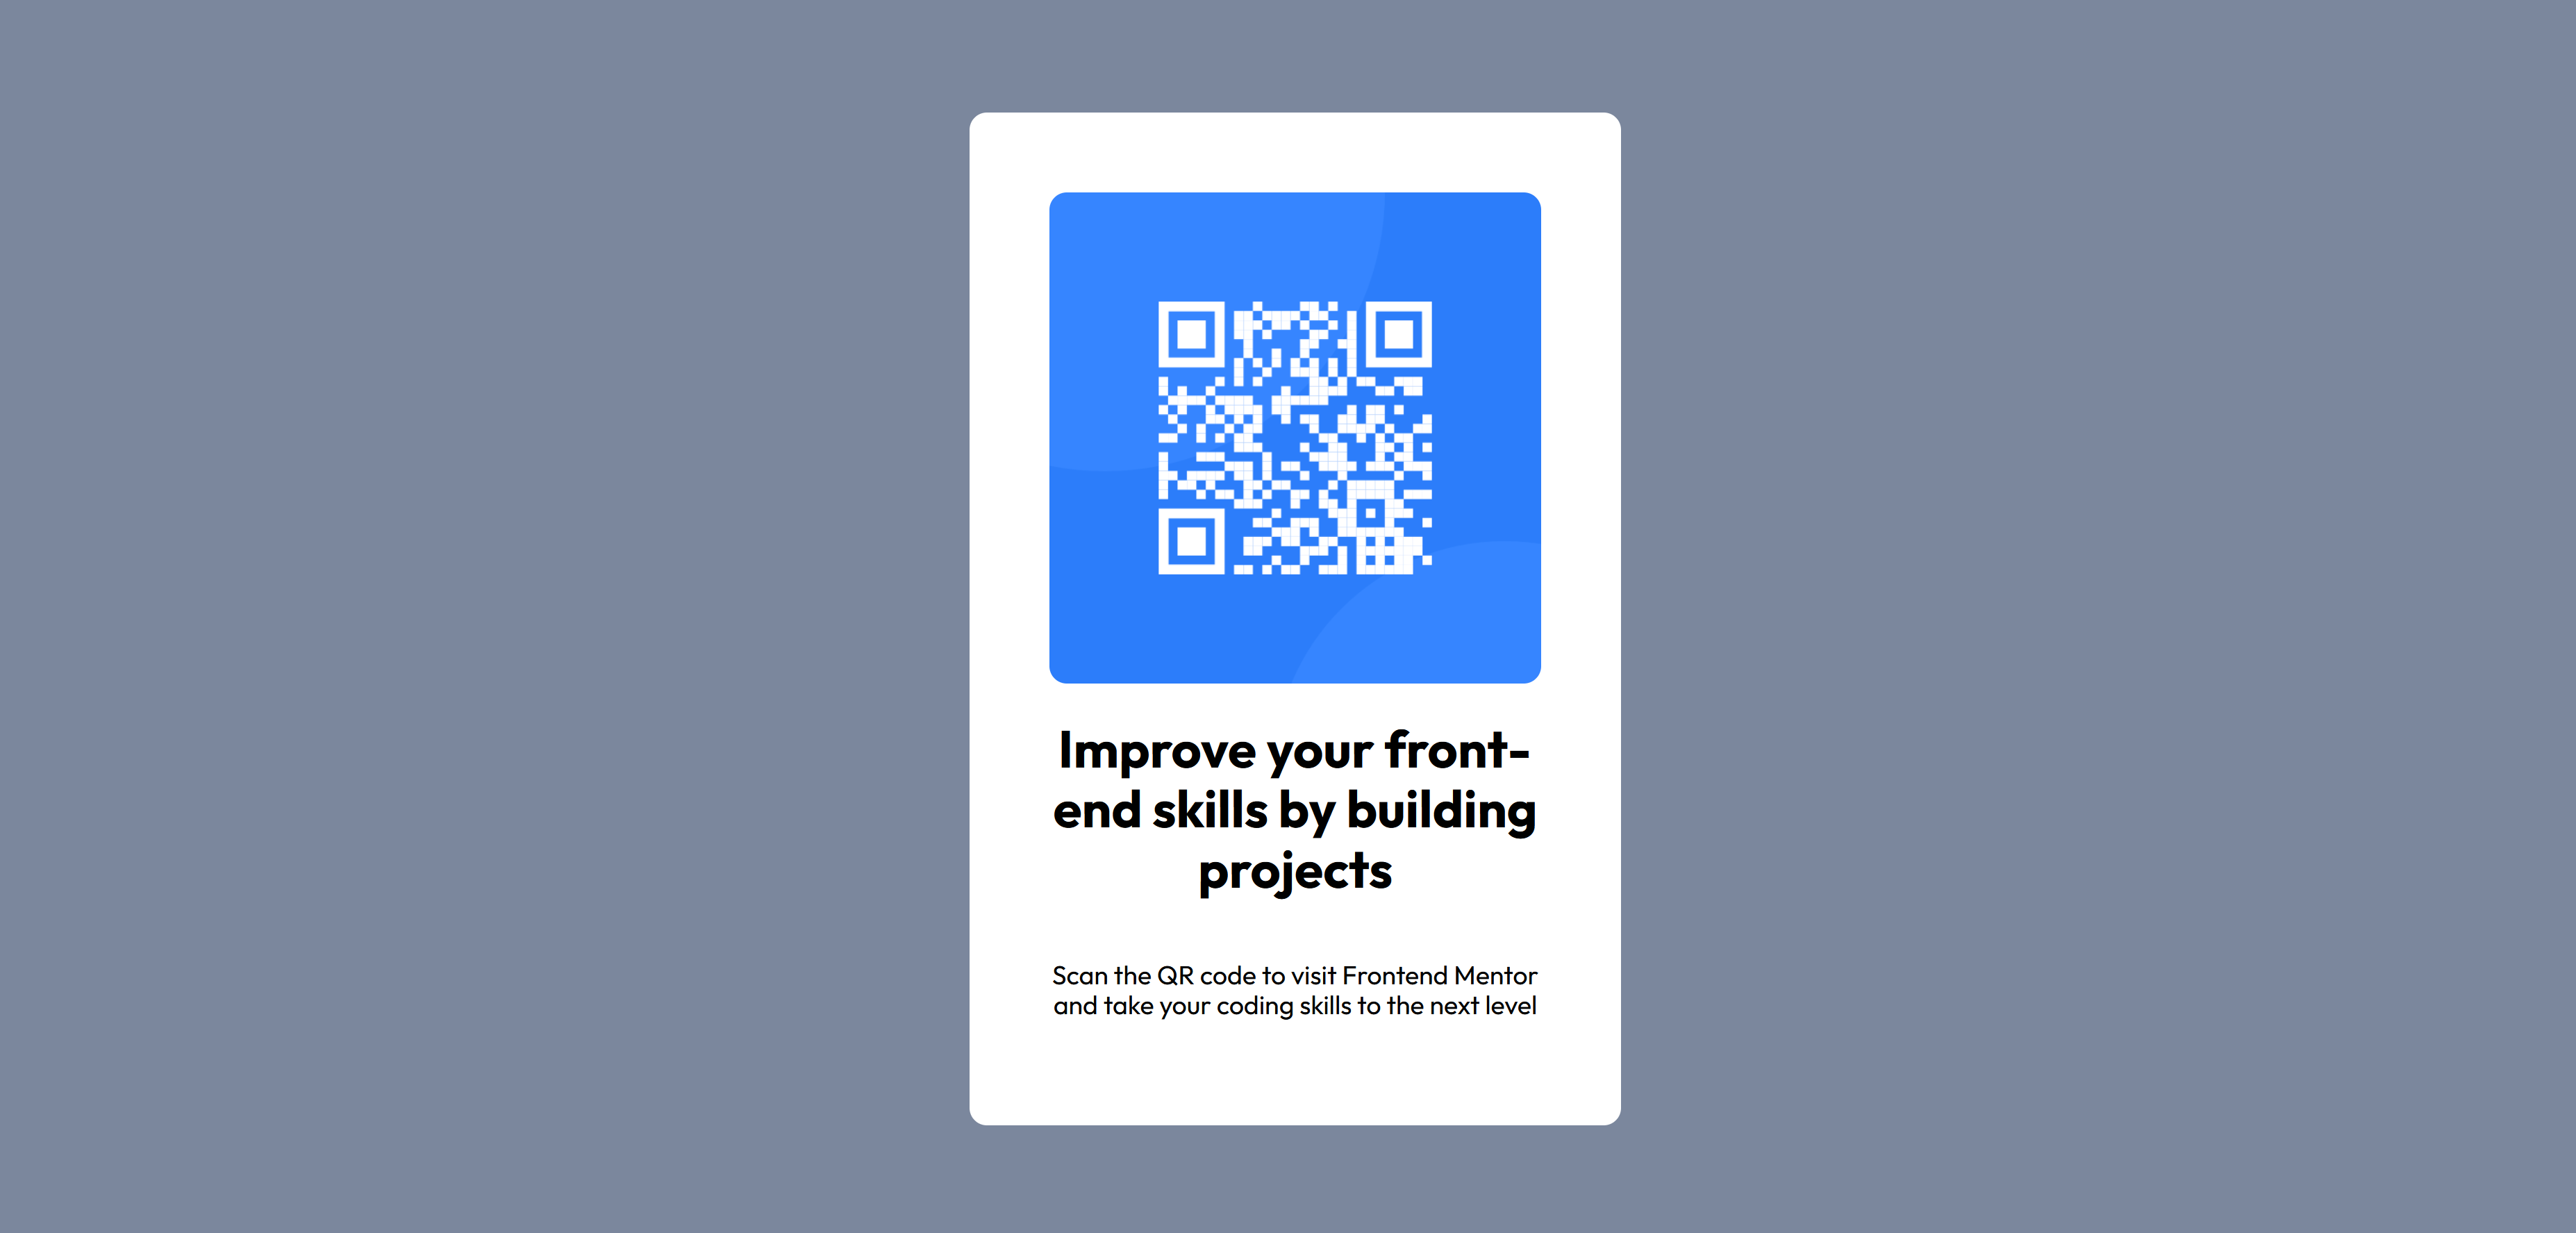 Improve your front-
end skills by building
projects
Scan the QR code to visit Frontend Mentor
and take your coding skills to the next level